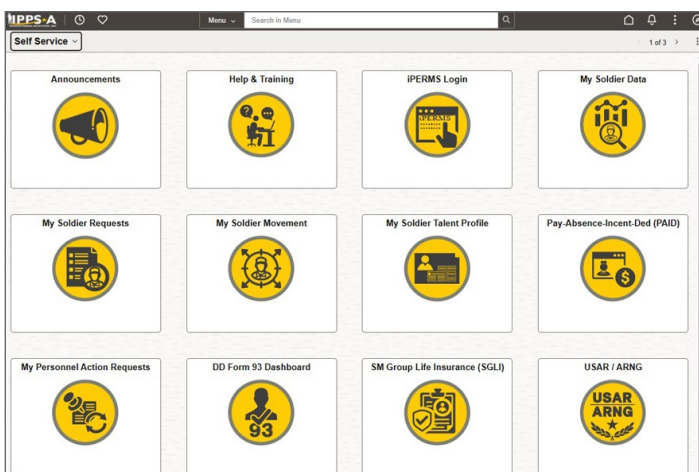 IPPS-A
Menu
Search in Menu
Self Service
1 of 3
Announcements
Help & Training
iPERMS Login
My Soldier Data
iPERMS
My Soldier Requests
My Soldier Movement
My Soldier Talent Profile
Pay-Absence-Incent-Ded (PAID)
$
My Personnel Action Requests
DD Form 93 Dashboard
SM Group Life Insurance (SGLI)
USAR / ARNG
93
USAR
ARNG